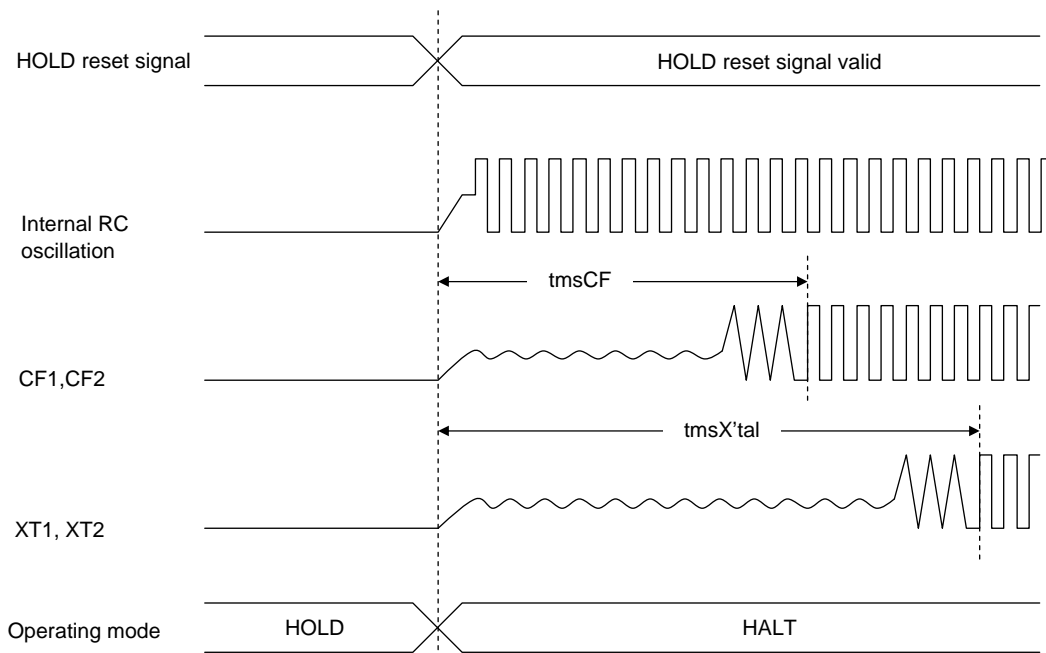 HOLD reset signal
HOLD reset signal valid
Internal RC
oscillation
tmsCF
CF1,CF2
tmsX'tal
XT1, XT2
Operating mode
HOLD
HALT